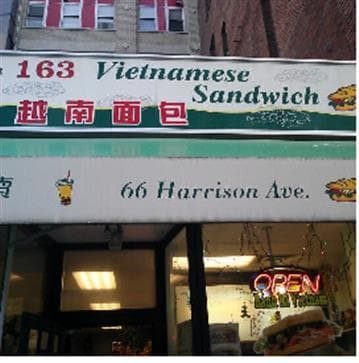 163 Vietnamese
Sandwich
越南面包
66 Harrison Ave.
OPEN